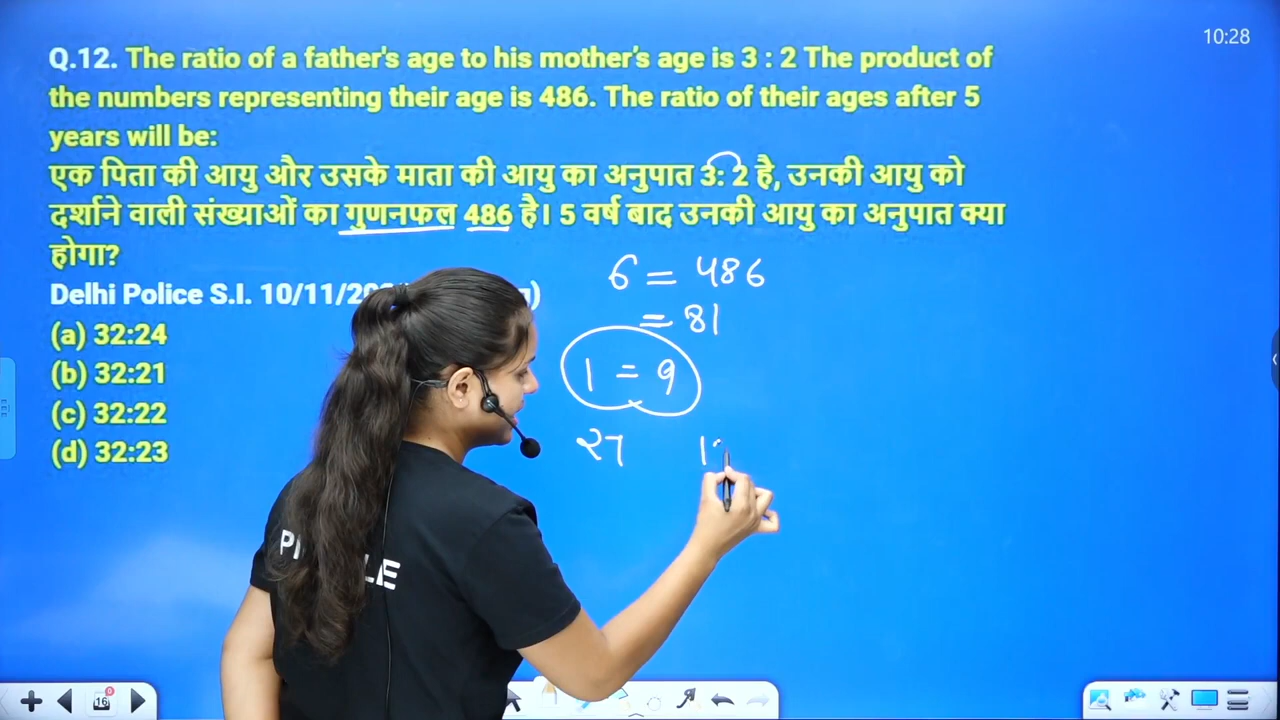 10:28
Q.12. The ratio of a father's age to his mother's age is 3 : 2 The product of
the numbers representing their age is 486. The ratio of their ages after 5
years will be:
एक पिता की आयु और उसके माता की आयु का अनुपात 3: 2 है, उनकी आयु को
दर्शाने वाली संख्याओं का गुणनफल 486 है। 5 वर्ष बाद उनकी आयु का अनुपात क्या
होगा?
Delhi Police S.I. 10/11/20
(a) 32:24
(b) 32:21
(c) 32:22
(d) 32:23
6 = 486
= 81
1 = 9
27
16